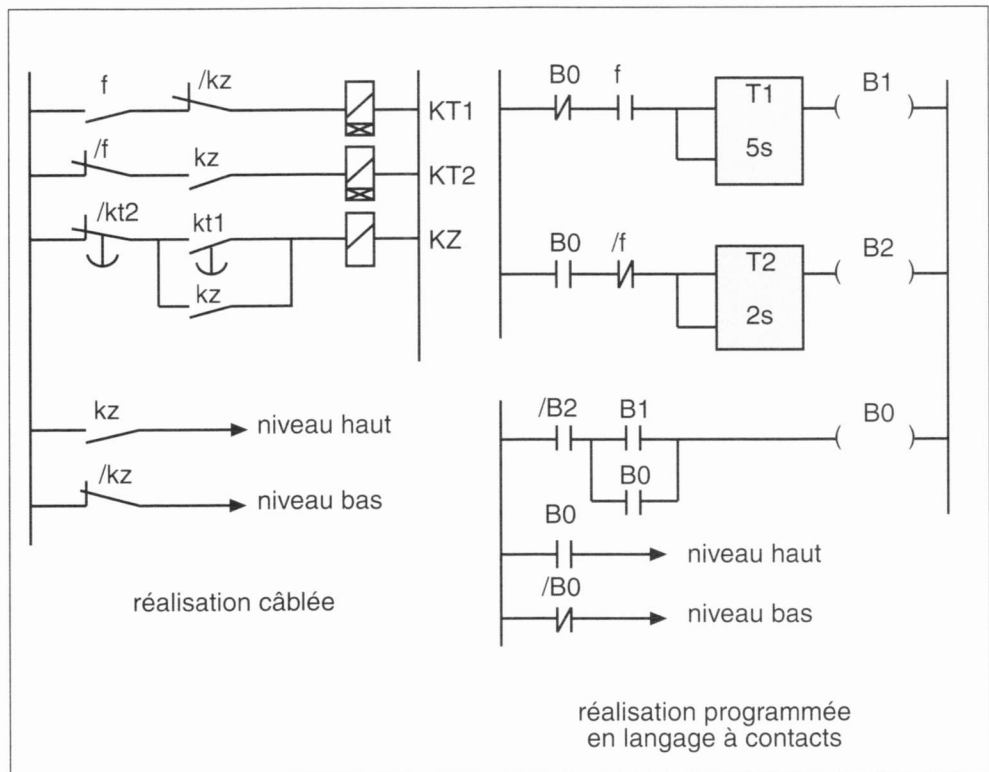 f /kz
KT1
/f kz
KT2
/kt2 kt1
KZ
kz
kz
niveau haut
/kz
niveau bas
réalisation câblée
B0 f
T1
5s
B1
B0 /f
T2
2s
B2
/B2 B1
B0
B0
B0
niveau haut
/B0
niveau bas
réalisation programmée
en langage à contacts